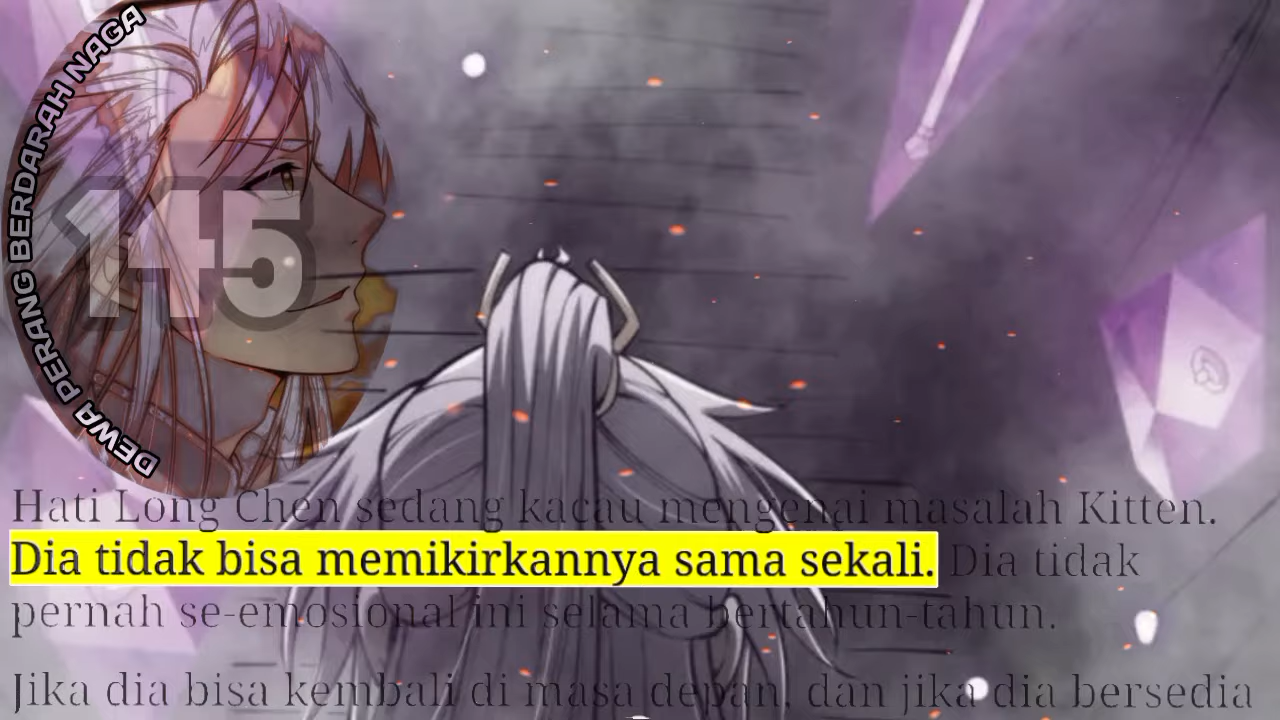 DEWA PERANG BERDARAH NAGA
145
Hati Long Chen sedang kacau mengenai masalah Kitten.
Dia tidak bisa memikirkannya sama sekali. Dia tidak
pernah se-emosional ini selama bertahun-tahun.
Jika dia bisa kembali di masa depan, dan jika dia bersedia